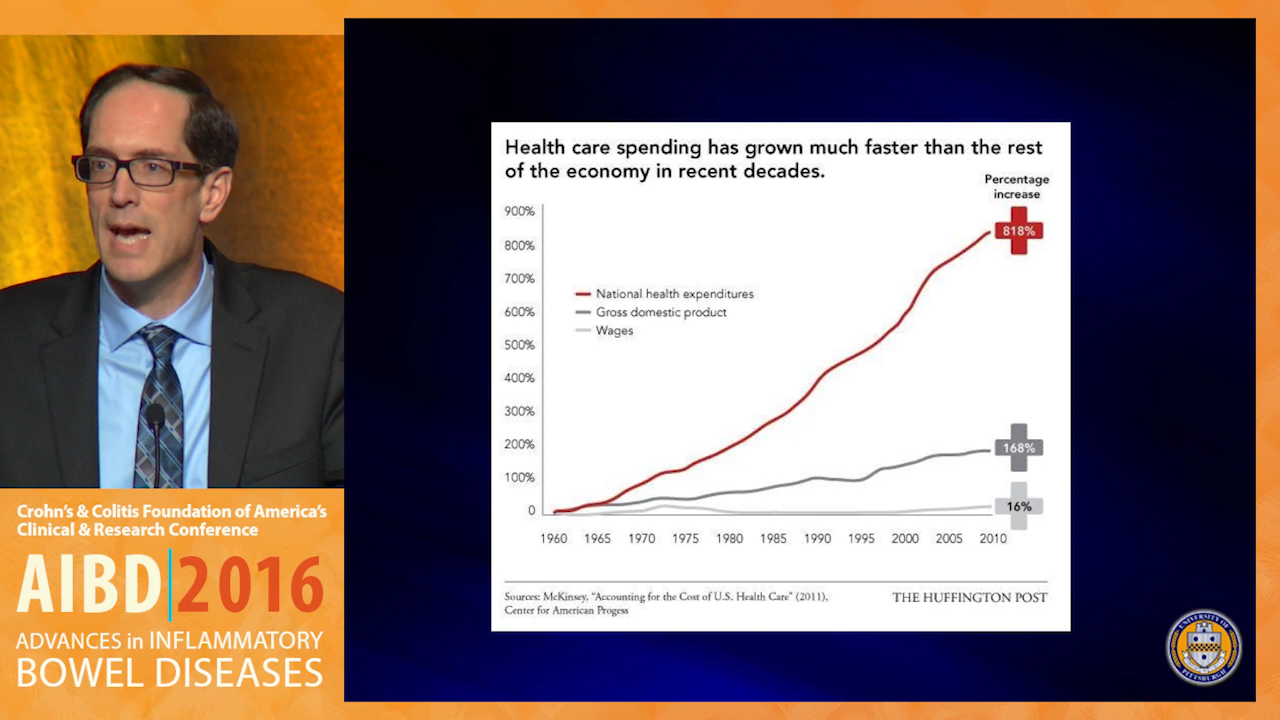 Crohn's & Colitis Foundation of America's
Clinical & Research Conference
AIBD 2016
ADVANCES in INFLAMMATORY
BOWEL DISEASES
Health care spending has grown much faster than the rest
of the economy in recent decades.
Percentage
increase
900%
800%
700%
600%
500%
400%
300%
200%
100%
0
National health expenditures
Gross domestic product
Wages
818%
168%
16%
1960 1965 1970 1975 1980 1985 1990 1995 2000 2005 2010
Sources: McKinsey, "Accounting for the Cost of U.S. Health Care" (2011),
Center for American Progess
THE HUFFINGTON POST
UNIVERSITY OF
PITTSBURGH